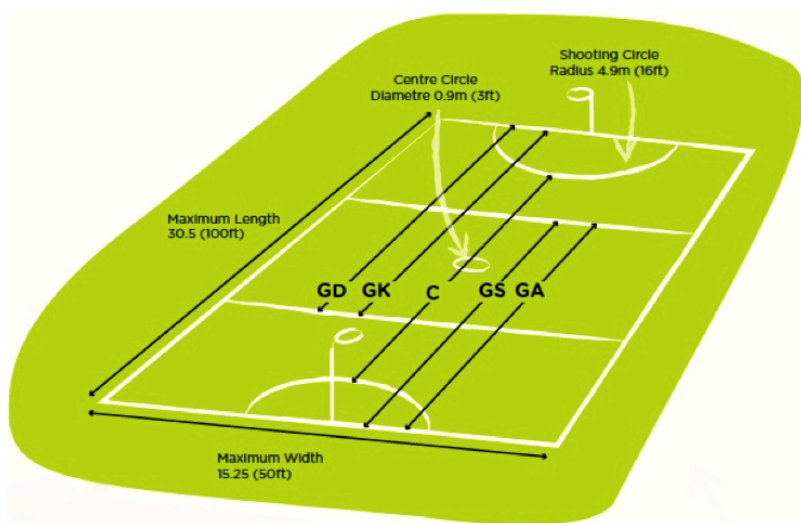 Shooting Circle
Radius 4.9m (16ft)
Centre Circle
Diametre 0.9m (3ft)
Maximum Length
30.5 (100ft)
GD GK C GS GA
Maximum Width
15.25 (50ft)